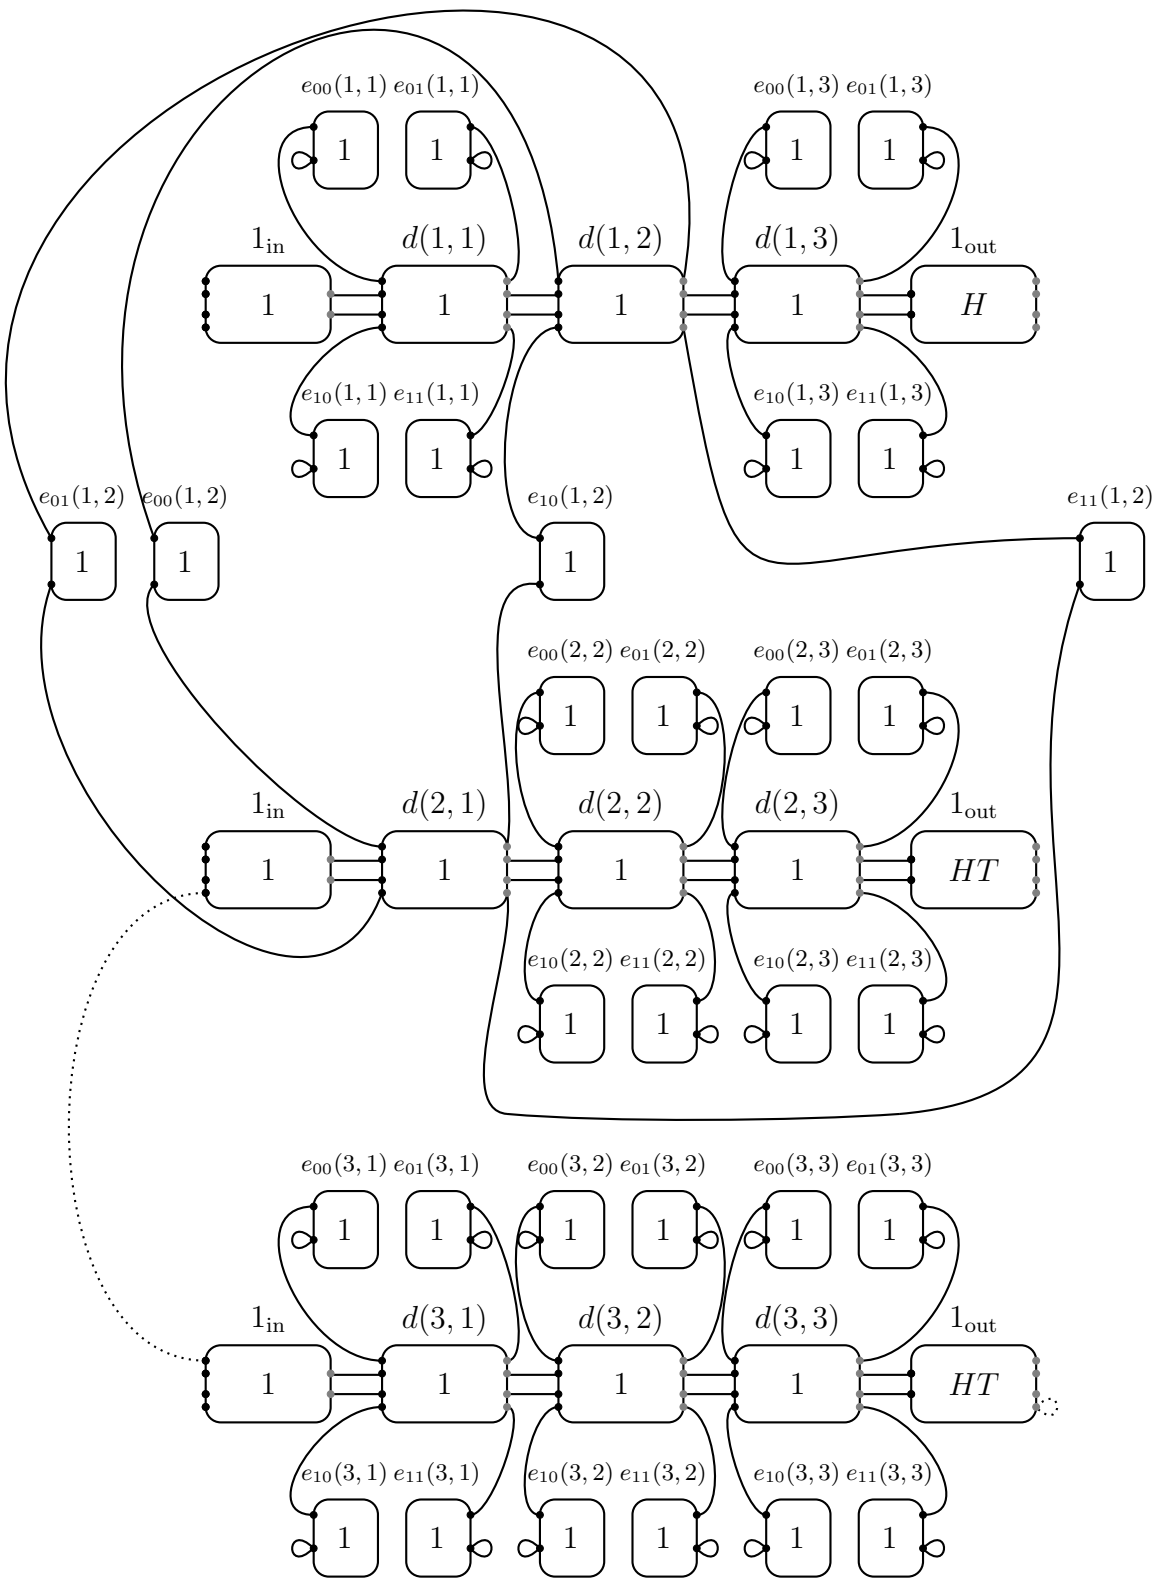 e₀₀(1, 1) e₀₁(1, 1) e₀₀(1, 3) e₀₁(1, 3)
1 1 1 1
1in d(1, 1) d(1, 2) d(1, 3) 1out
1 1 1 1 H
e₁₀(1, 1) e₁₁(1, 1) e₁₀(1, 3) e₁₁(1, 3)
1 1 1 1
e₀₁(1, 2) e₀₀(1, 2) e₁₀(1, 2) e₁₁(1, 2)
1 1 1 1
e₀₀(2, 2) e₀₁(2, 2) e₀₀(2, 3) e₀₁(2, 3)
1 1 1 1
1in d(2, 1) d(2, 2) d(2, 3) 1out
1 1 1 1 HT
e₁₀(2, 2) e₁₁(2, 2) e₁₀(2, 3) e₁₁(2, 3)
1 1 1 1
e₀₀(3, 1) e₀₁(3, 1) e₀₀(3, 2) e₀₁(3, 2) e₀₀(3, 3) e₀₁(3, 3)
1 1 1 1 1 1
1in d(3, 1) d(3, 2) d(3, 3) 1out
1 1 1 1 HT
e₁₀(3, 1) e₁₁(3, 1) e₁₀(3, 2) e₁₁(3, 2) e₁₀(3, 3) e₁₁(3, 3)
1 1 1 1 1 1